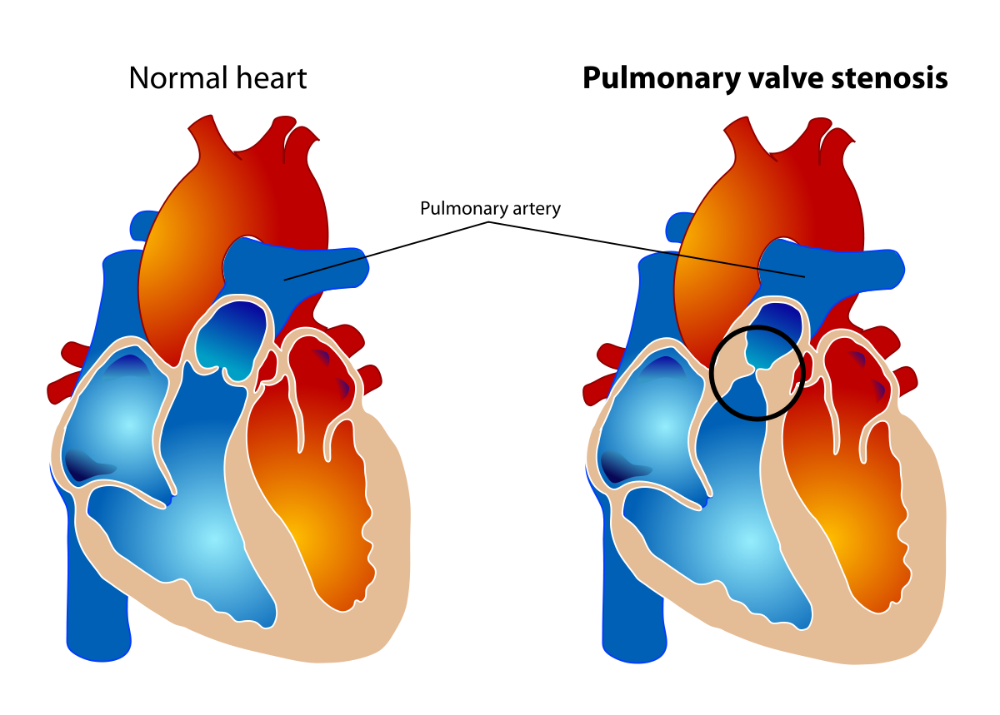 Normal heart
Pulmonary valve stenosis
Pulmonary artery